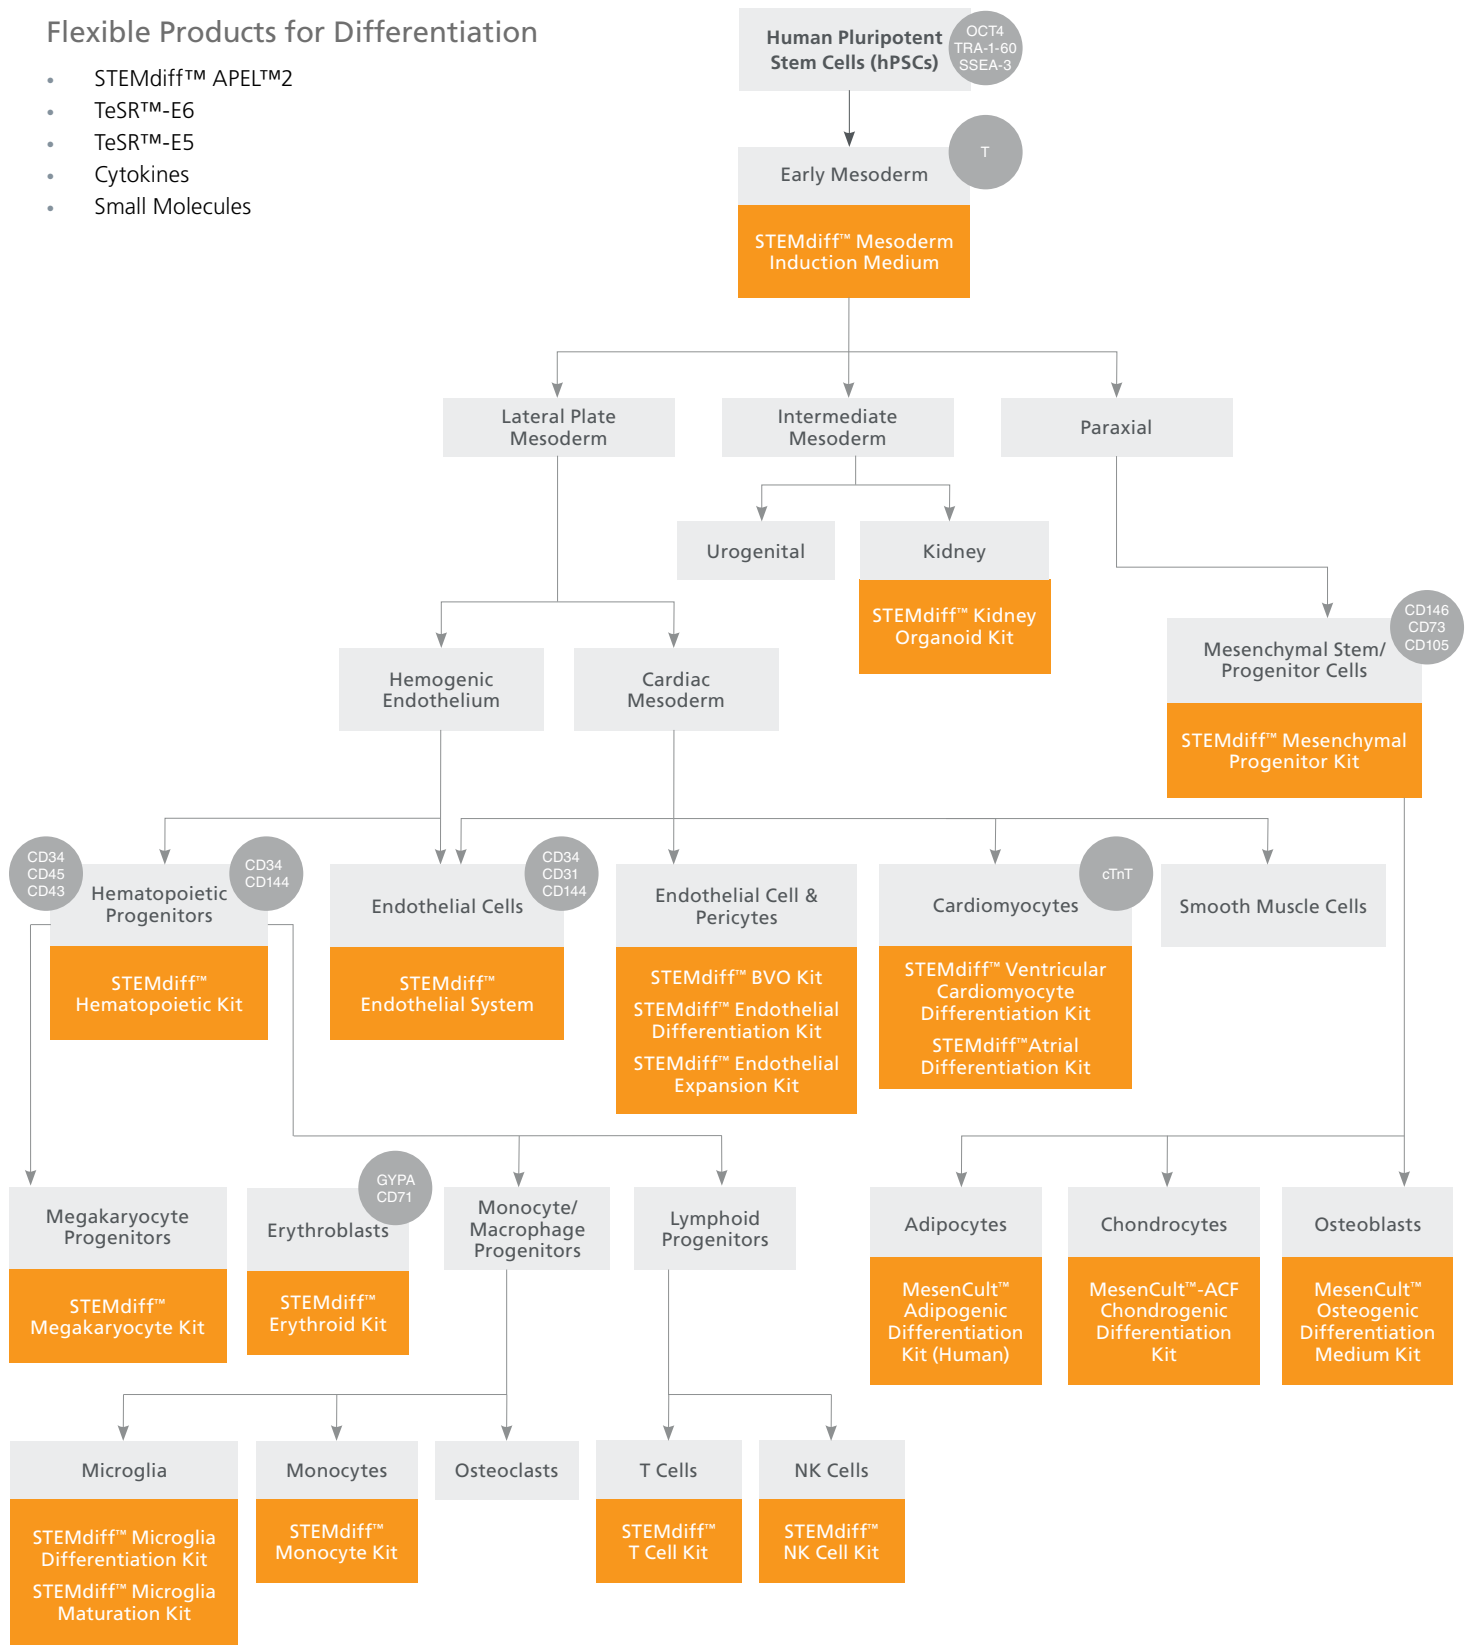 Flexible Products for Differentiation
• STEMdiff™ APEL™2
• TeSR™-E6
• TeSR™-E5
• Cytokines
• Small Molecules
Human Pluripotent
Stem Cells (hPSCs)
OCT4
TRA-1-60
SSEA-3
Early Mesoderm
T
STEMdiff™ Mesoderm
Induction Medium
Lateral Plate
Mesoderm
Intermediate
Mesoderm
Paraxial
Urogenital
Kidney
STEMdiff™ Kidney
Organoid Kit
Hemogenic
Endothelium
Cardiac
Mesoderm
Mesenchymal Stem/
Progenitor Cells
CD146
CD73
CD105
STEMdiff™ Mesenchymal
Progenitor Kit
CD34
CD45
CD43
Hematopoietic
Progenitors
CD34
CD144
STEMdiff™
Hematopoietic Kit
Endothelial Cells
CD34
CD31
CD144
STEMdiff™
Endothelial System
Endothelial Cell &
Pericytes
STEMdiff™ BVO Kit
STEMdiff™ Endothelial
Differentiation Kit
STEMdiff™ Endothelial
Expansion Kit
Cardiomyocytes
cTnT
STEMdiff™ Ventricular
Cardiomyocyte
Differentiation Kit
STEMdiff™Atrial
Differentiation Kit
Smooth Muscle Cells
Megakaryocyte
Progenitors
STEMdiff™
Megakaryocyte Kit
Erythroblasts
GYPA
CD71
STEMdiff™
Erythroid Kit
Monocyte/
Macrophage
Progenitors
Lymphoid
Progenitors
Adipocytes
MesenCult™
Adipogenic
Differentiation
Kit (Human)
Chondrocytes
MesenCult™-ACF
Chondrogenic
Differentiation
Kit
Osteoblasts
MesenCult™
Osteogenic
Differentiation
Medium Kit
Microglia
STEMdiff™ Microglia
Differentiation Kit
STEMdiff™ Microglia
Maturation Kit
Monocytes
STEMdiff™
Monocyte Kit
Osteoclasts
T Cells
STEMdiff™
T Cell Kit
NK Cells
STEMdiff™
NK Cell Kit